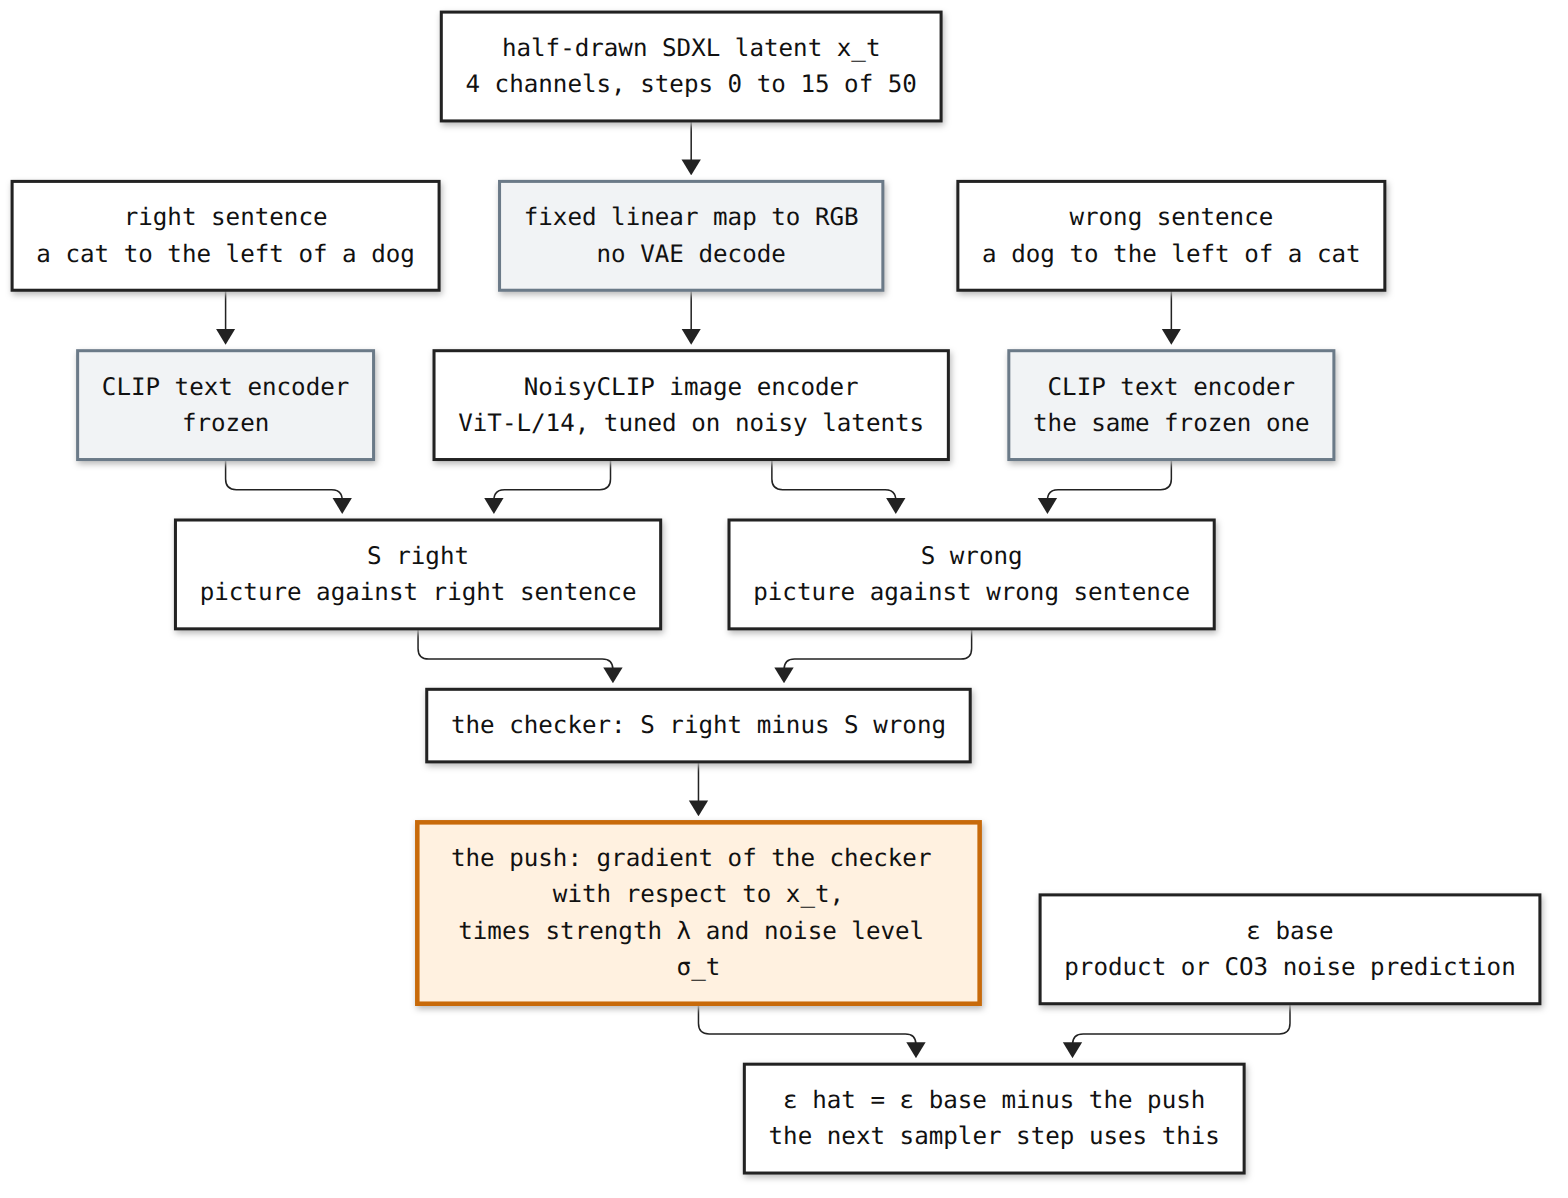 half-drawn SDXL latent x_t
4 channels, steps 0 to 15 of 50
right sentence
a cat to the left of a dog
fixed linear map to RGB
no VAE decode
wrong sentence
a dog to the left of a cat
CLIP text encoder
frozen
NoisyCLIP image encoder
ViT-L/14, tuned on noisy latents
CLIP text encoder
the same frozen one
S right
picture against right sentence
S wrong
picture against wrong sentence
the checker: S right minus S wrong
the push: gradient of the checker
with respect to x_t,
times strength λ and noise level
σ_t
ε base
product or CO3 noise prediction
ε hat = ε base minus the push
the next sampler step uses this